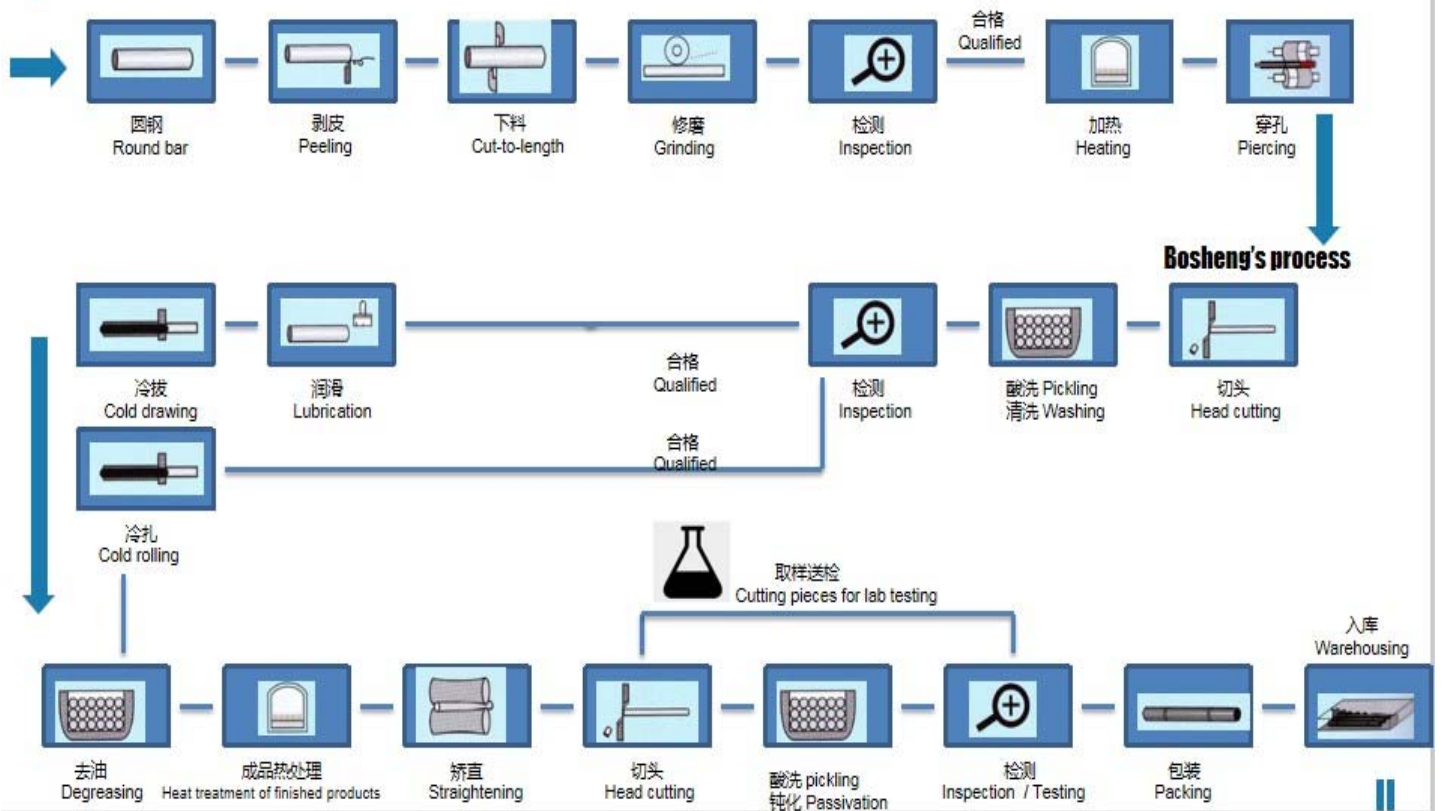 合格
Qualified
圆钢
Round bar
剥皮
Peeling
下料
Cut-to-length
修磨
Grinding
检测
Inspection
加热
Heating
穿孔
Piercing
Bosheng's process
冷拔
Cold drawing
润滑
Lubrication
合格
Qualified
检测
Inspection
酸洗 Pickling
清洗 Washing
切头
Head cutting
合格
Qualified
冷扎
Cold rolling
取样送检
Cutting pieces for lab testing
入库
Warehousing
去油
Degreasing
成品热处理
Heat treatment of finished products
矫直
Straightening
切头
Head cutting
酸洗 pickling
钝化 Passivation
检测
Inspection / Testing
包装
Packing